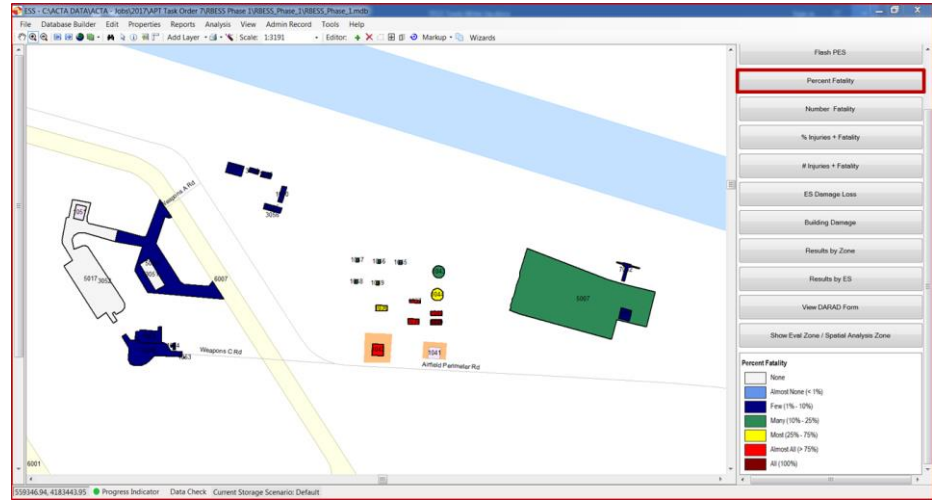 ESS - C:\ACTA DATA\ACTA - Jobs\2017\APT Task Order 7\RBESS Phase 1\RBESS_Phase_1\RBESS_Phase_1.mdb
File Database Builder Edit Properties Reports Analysis View Admin Record Tools Help
Add Layer Scale: 1:3191 Editor: Markup Wizards
Flash PES
Percent Fatality
Number Fatality
% Injuries + Fatality
# Injuries + Fatality
ES Damage Loss
Building Damage
Results by Zone
Results by ES
View DARAD Form
Show Eval Zone / Spatial Analysis Zone
Percent Fatality
None
Almost None (< 1%)
Few (1% - 10%)
Many (10% - 25%)
Most (25% - 75%)
Almost All (> 75%)
All (100%)
Weapons A Rd
3056
1051
5017
3052
6007
5007
Weapons C Rd
1041
Airfield Perimeter Rd
6001
559346.94, 4183443.95 Progress Indicator Data Check Current Storage Scenario: Default